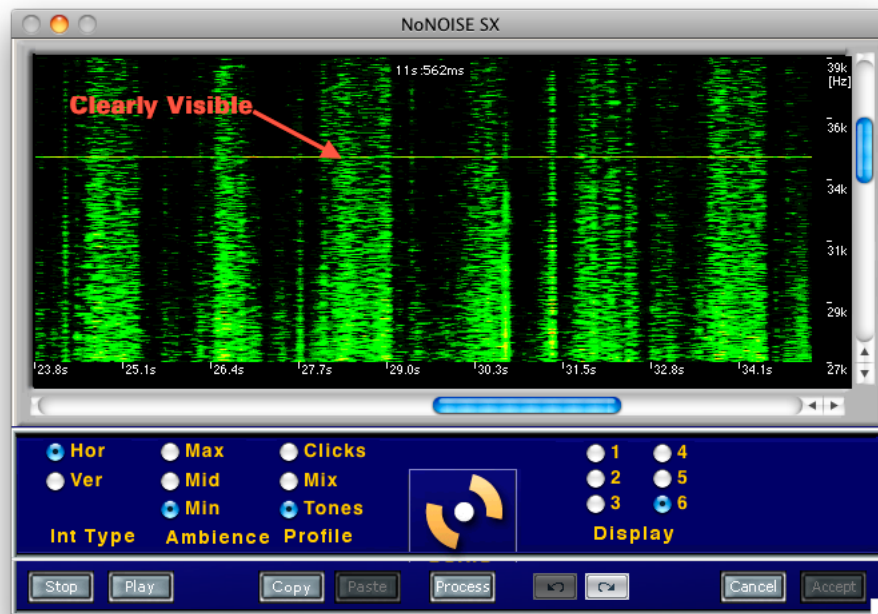 NoNOISE SX
11s:562ms
39k
[Hz]
Clearly Visible
36k
34k
31k
29k
27k
23.8s 25.1s 26.4s 27.7s 29.0s 30.3s 31.5s 32.8s 34.1s
Hor Max Clicks 1 4
Ver Mid Mix 2 5
Min Tones 3 6
Int Type Ambience Profile Display
Stop Play Copy Paste Process Cancel Accept